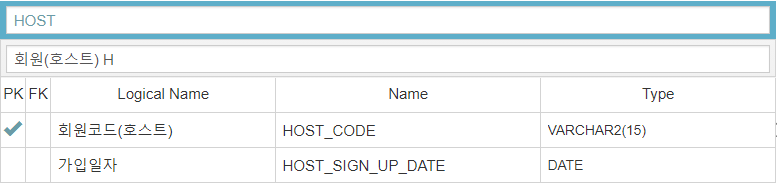 HOST
회원(호스트) H
PK FK Logical Name Name Type
회원코드(호스트) HOST_CODE VARCHAR2(15)
가입일자 HOST_SIGN_UP_DATE DATE